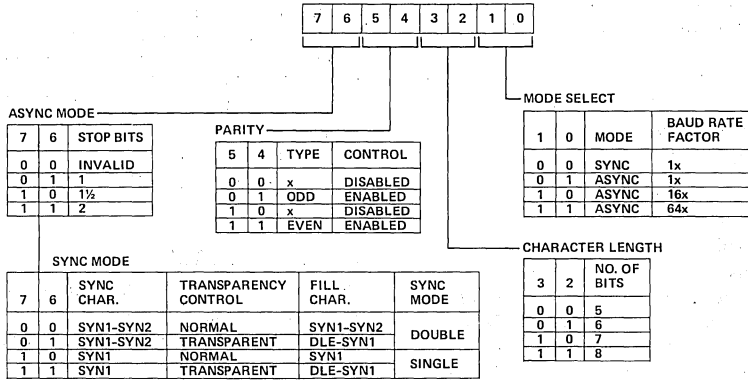 7 6 5 4 3 2 1 0
MODE SELECT
1 0 MODE BAUD RATE FACTOR
0 0 SYNC 1x
0 1 ASYNC 1x
1 0 ASYNC 16x
1 1 ASYNC 64x
ASYNC MODE
7 6 STOP BITS
0 0 INVALID
0 1 1
1 0 1½
1 1 2
PARITY
5 4 TYPE CONTROL
0 0 x DISABLED
0 1 ODD ENABLED
1 0 x DISABLED
1 1 EVEN ENABLED
CHARACTER LENGTH
3 2 NO. OF BITS
0 0 5
0 1 6
1 0 7
1 1 8
SYNC MODE
7 6 SYNC CHAR. TRANSPARENCY CONTROL FILL CHAR. SYNC MODE
0 0 SYN1-SYN2 NORMAL SYN1-SYN2 DOUBLE
0 1 SYN1-SYN2 TRANSPARENT DLE-SYN1
1 0 SYN1 NORMAL SYN1 SINGLE
1 1 SYN1 TRANSPARENT DLE-SYN1